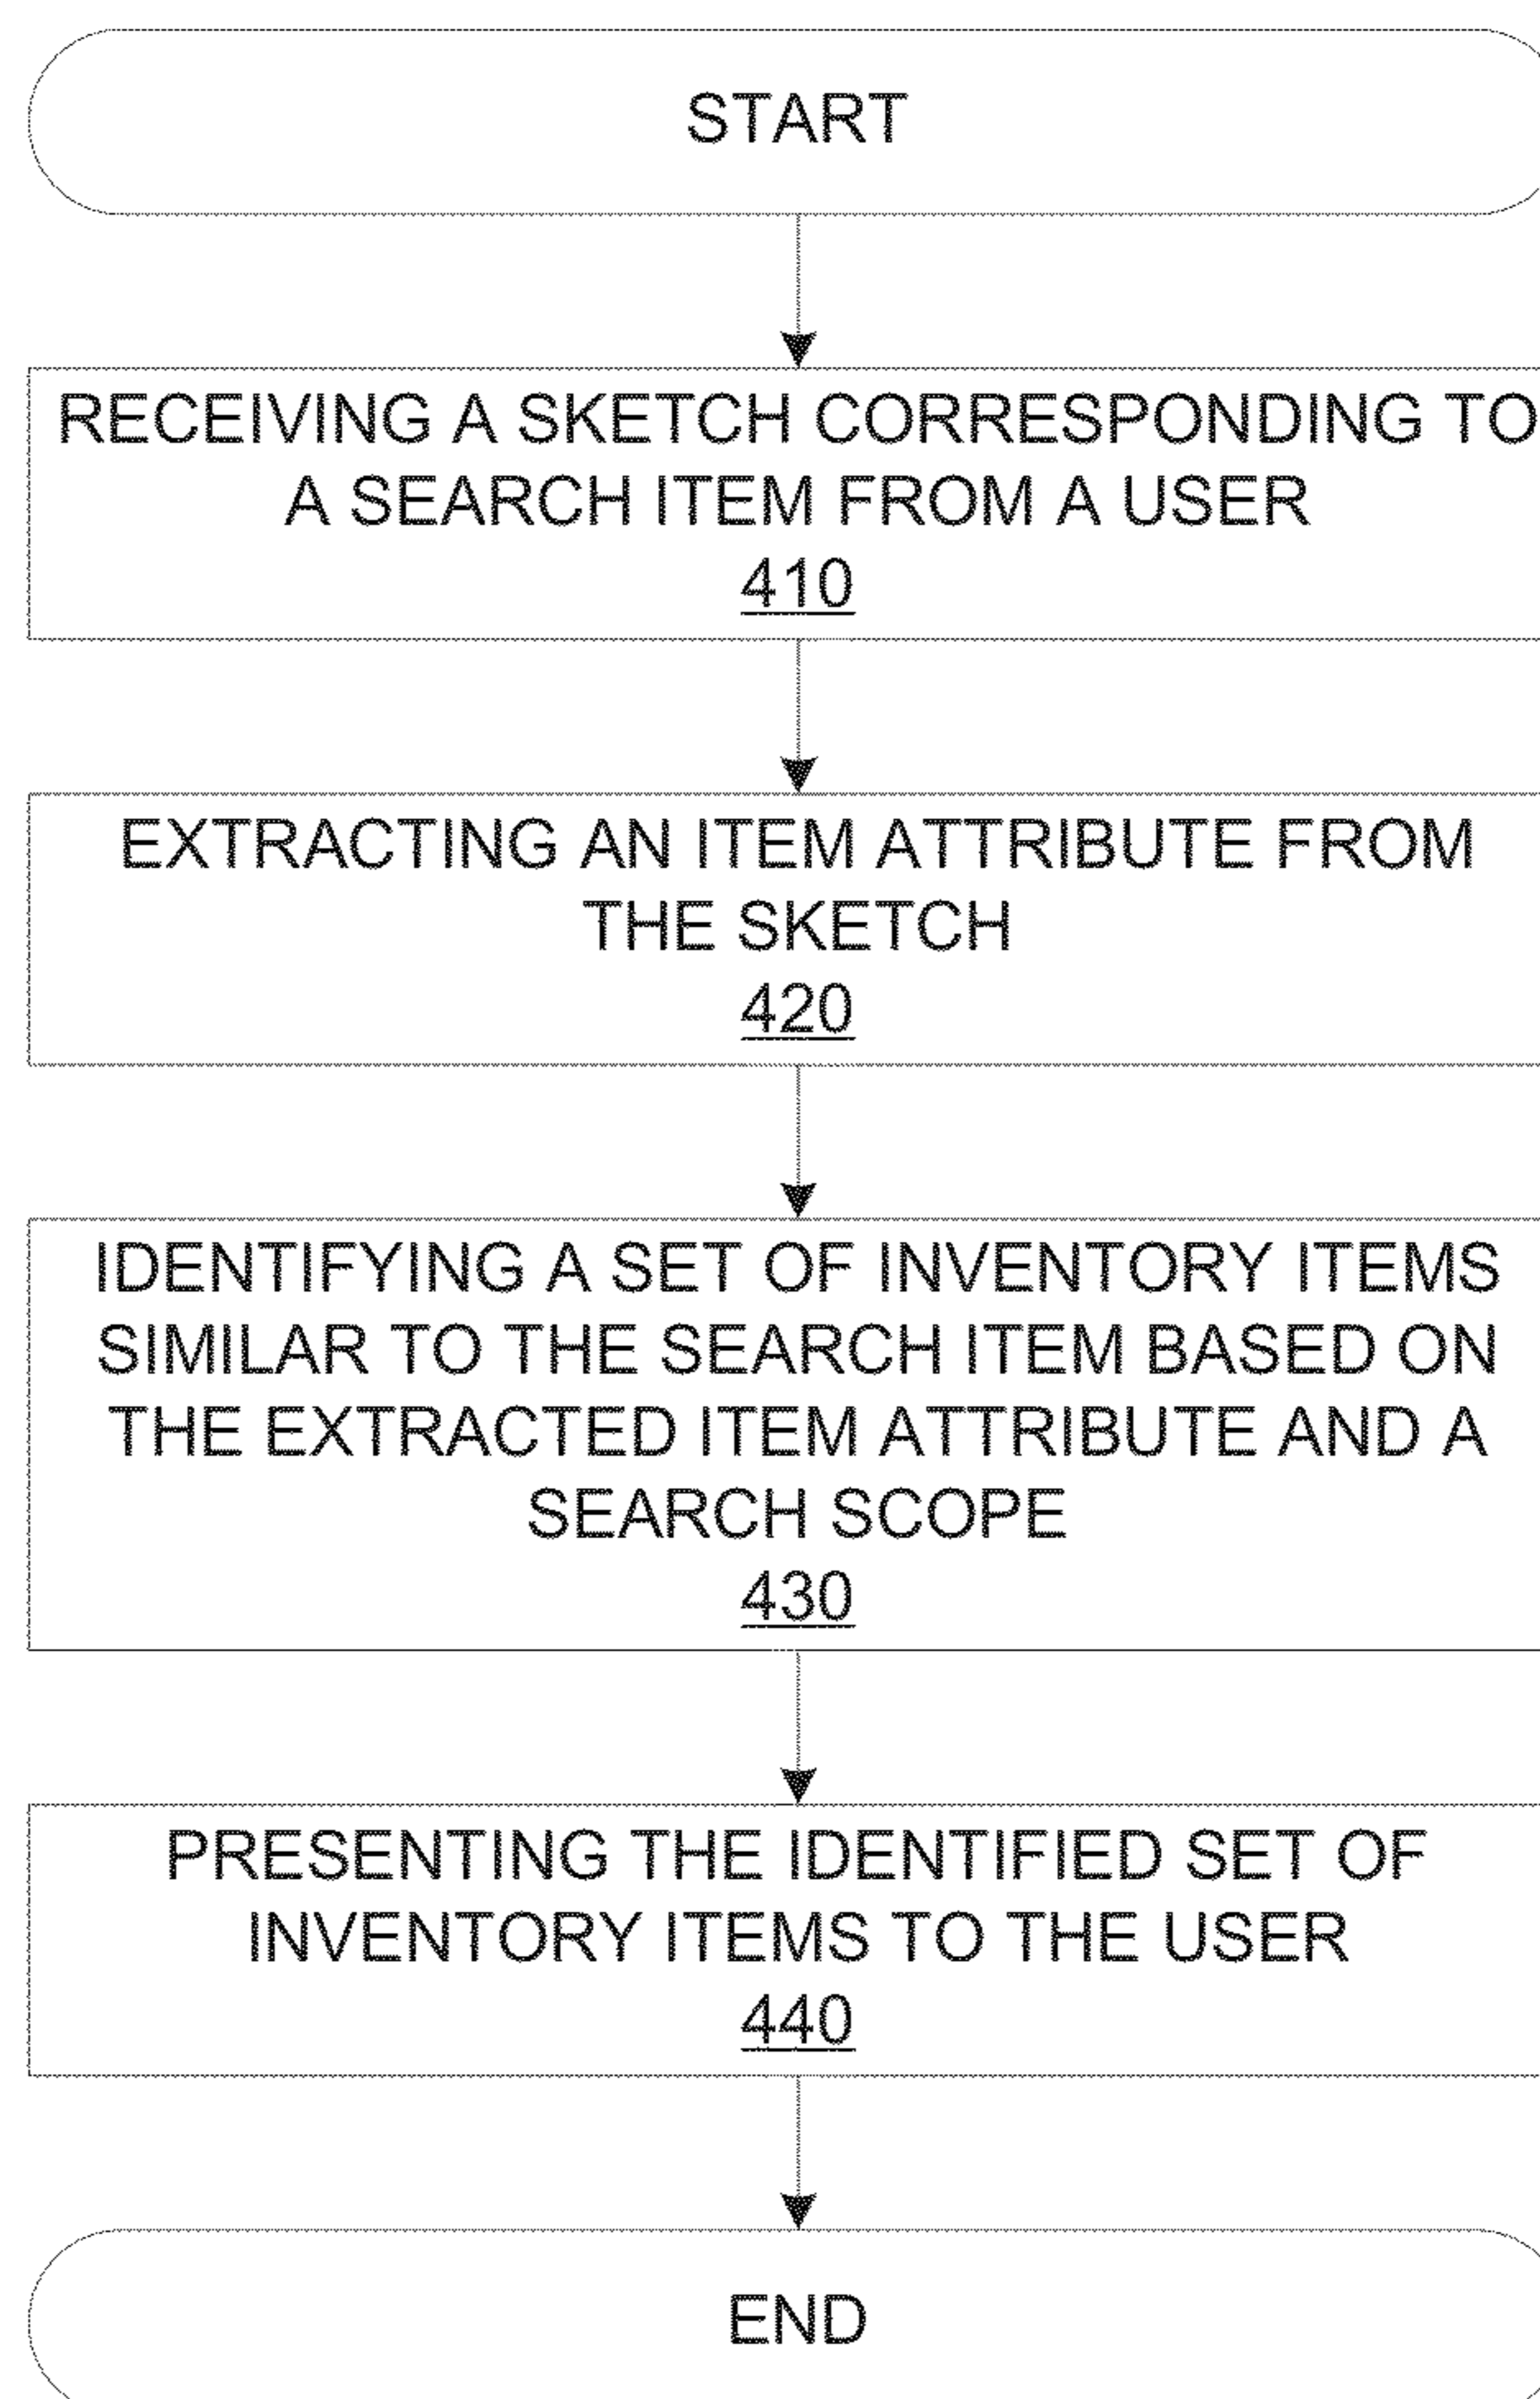 START
RECEIVING A SKETCH CORRESPONDING TO
A SEARCH ITEM FROM A USER
410
EXTRACTING AN ITEM ATTRIBUTE FROM
THE SKETCH
420
IDENTIFYING A SET OF INVENTORY ITEMS
SIMILAR TO THE SEARCH ITEM BASED ON
THE EXTRACTED ITEM ATTRIBUTE AND A
SEARCH SCOPE
430
PRESENTING THE IDENTIFIED SET OF
INVENTORY ITEMS TO THE USER
440
END